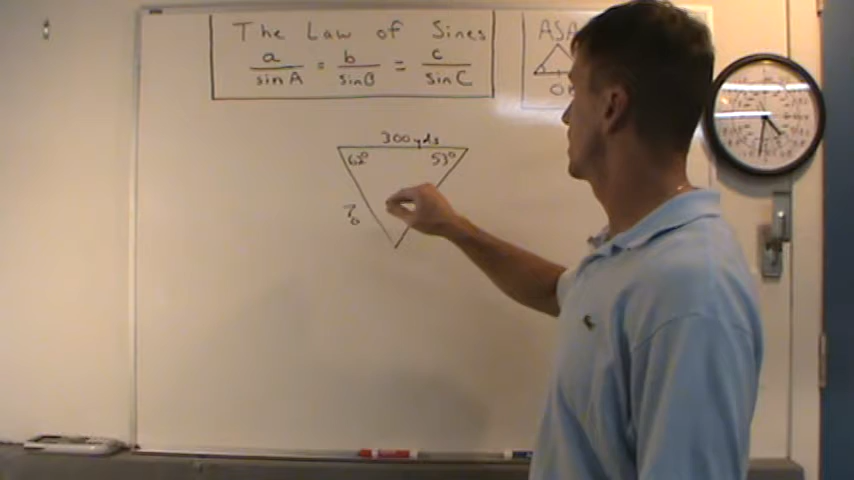 The Law of Sines
a/sinA = b/sinB = c/sinC
ASA
300 yds
62° 53°
?